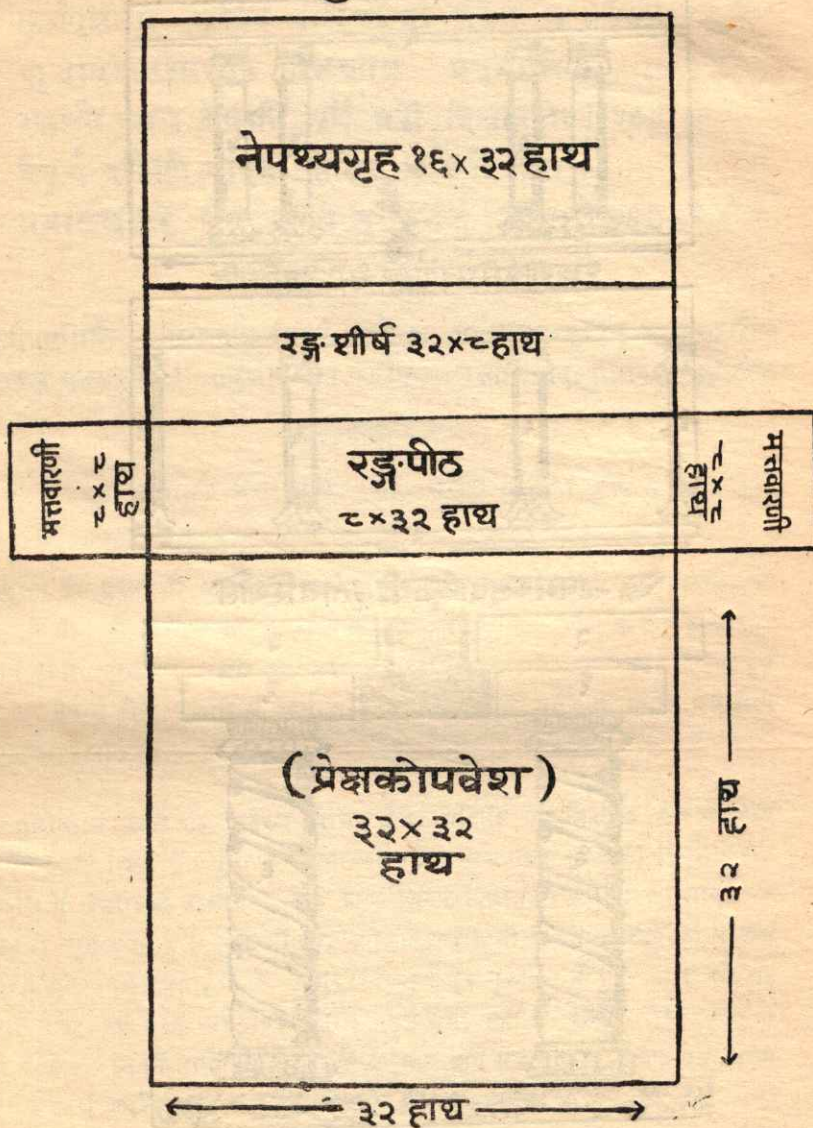 नेपथ्यगृह १६x ३२ हाथ
रङ्ग शीर्ष ३२x८ हाथ
मत्तवारणी
८x८
हाथ
रङ्ग पीठ
८x३२ हाथ
मत्तवारणी
८x८
हाथ
(प्रेक्षकोपवेश)
३२x३२
हाथ
३२ हाथ
३२ हाथ